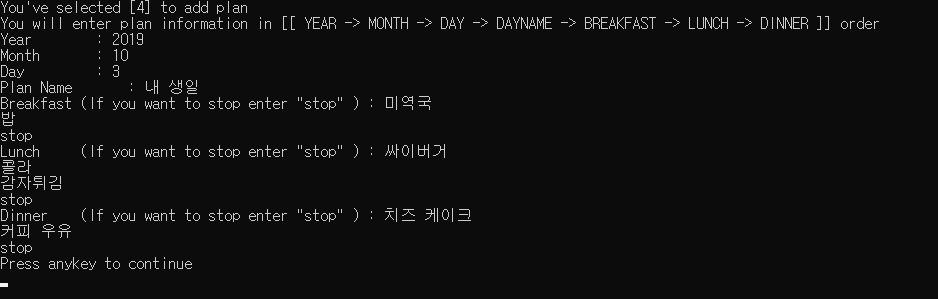 You've selected [4] to add plan
You will enter plan information in [[ YEAR -> MONTH -> DAY -> DAYNAME -> BREAKFAST -> LUNCH -> DINNER ]] order
Year : 2019
Month : 10
Day : 3
Plan Name : 내 생일
Breakfast (If you want to stop enter "stop" ) : 미역국
밥
stop
Lunch (If you want to stop enter "stop" ) : 싸이버거
콜라
감자튀김
stop
Dinner (If you want to stop enter "stop" ) : 치즈 케이크
커피 우유
stop
Press anykey to continue